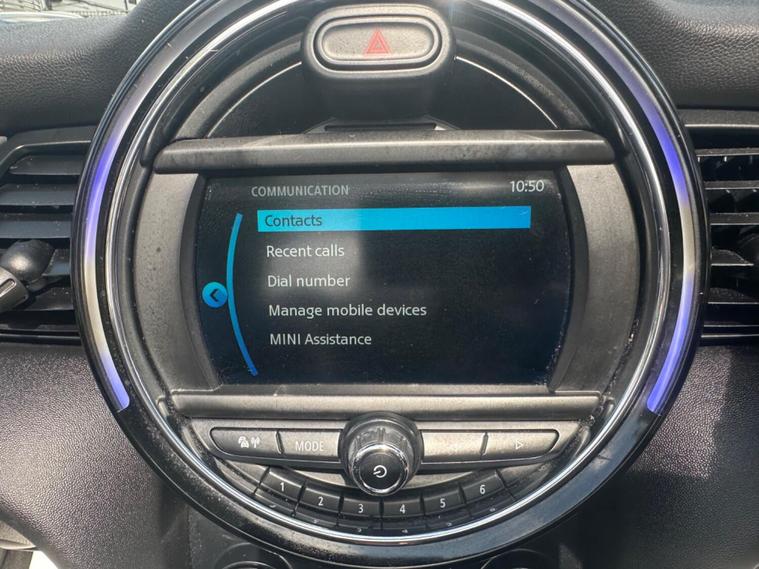 COMMUNICATION 10:50
Contacts
Recent calls
Dial number
Manage mobile devices
MINI Assistance
MODE
1 2 3 4 5 6